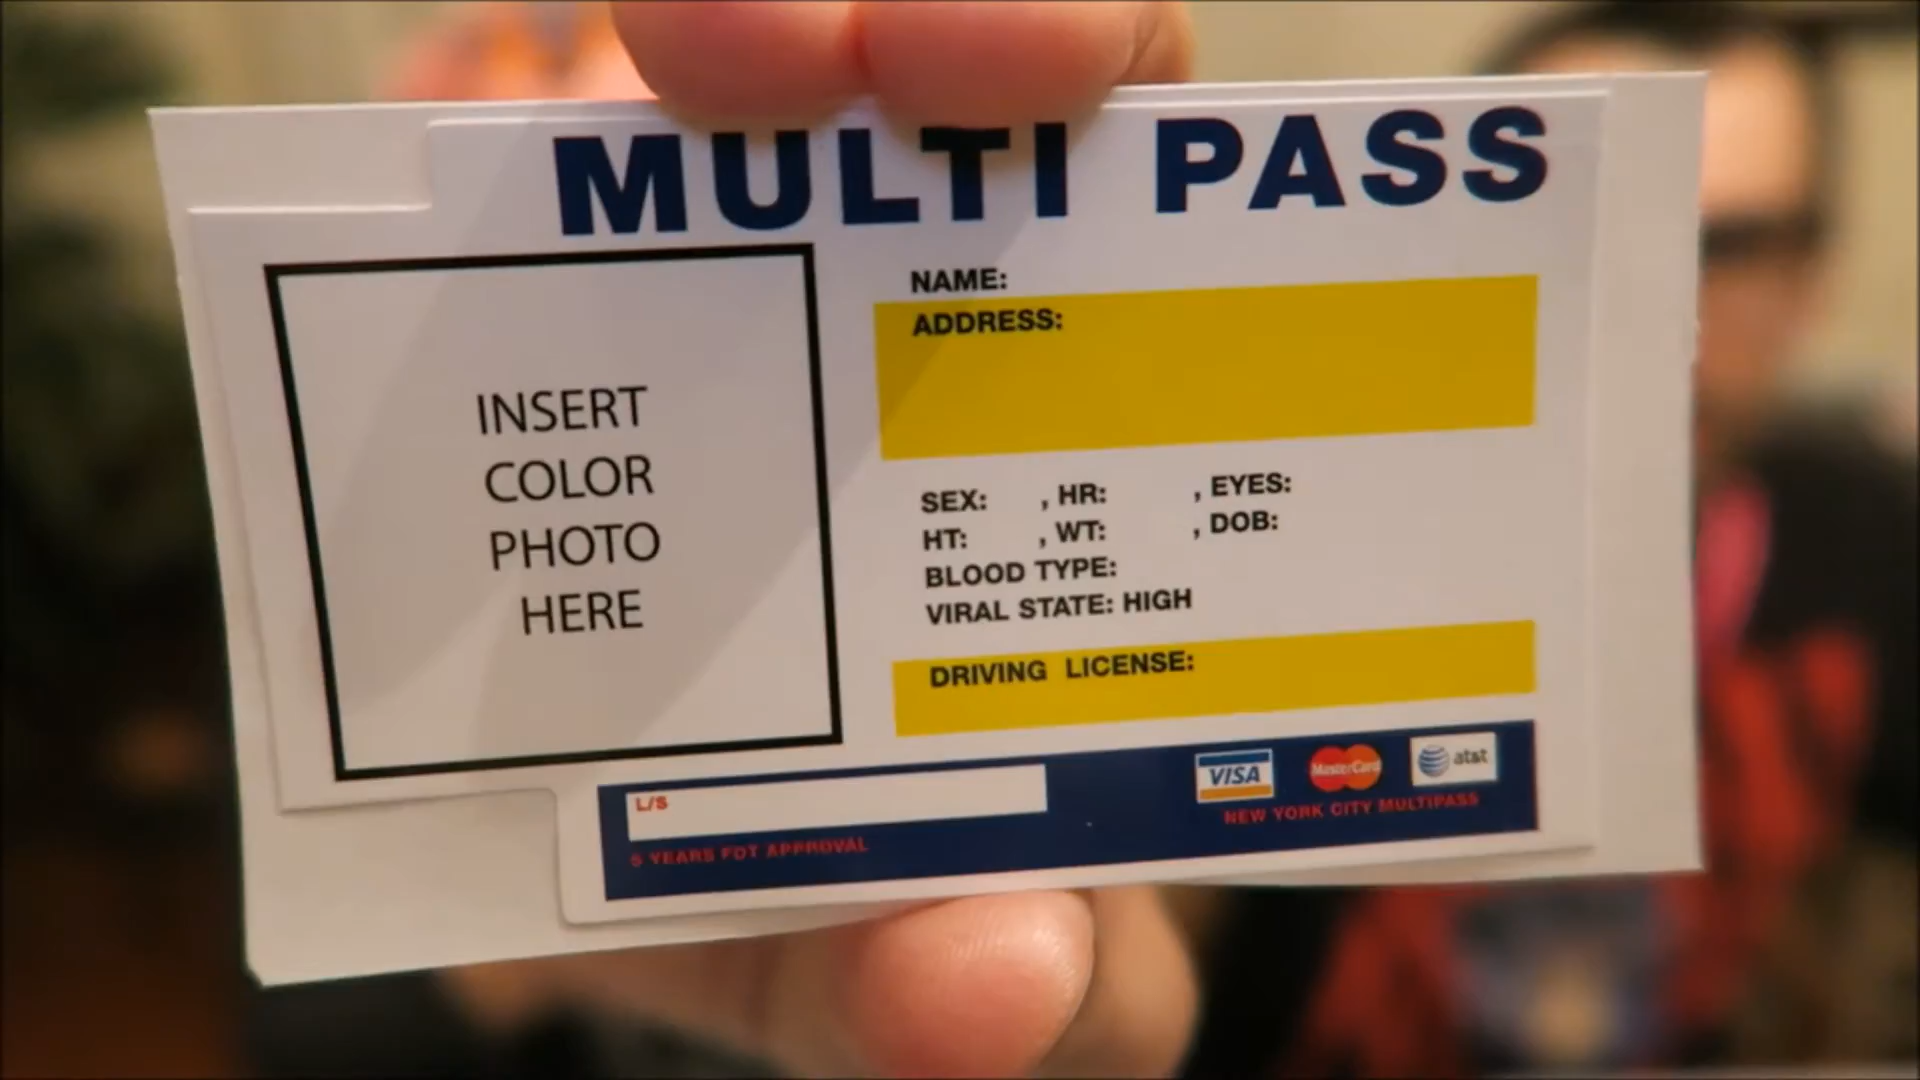 MULTI PASS
INSERT
COLOR
PHOTO
HERE
NAME:
ADDRESS:
SEX: , HR: , EYES:
HT: , WT: , DOB:
BLOOD TYPE:
VIRAL STATE: HIGH
DRIVING LICENSE:
L/S
5 YEARS FDT APPROVAL
VISA MasterCard at&t
NEW YORK CITY MULTIPASS